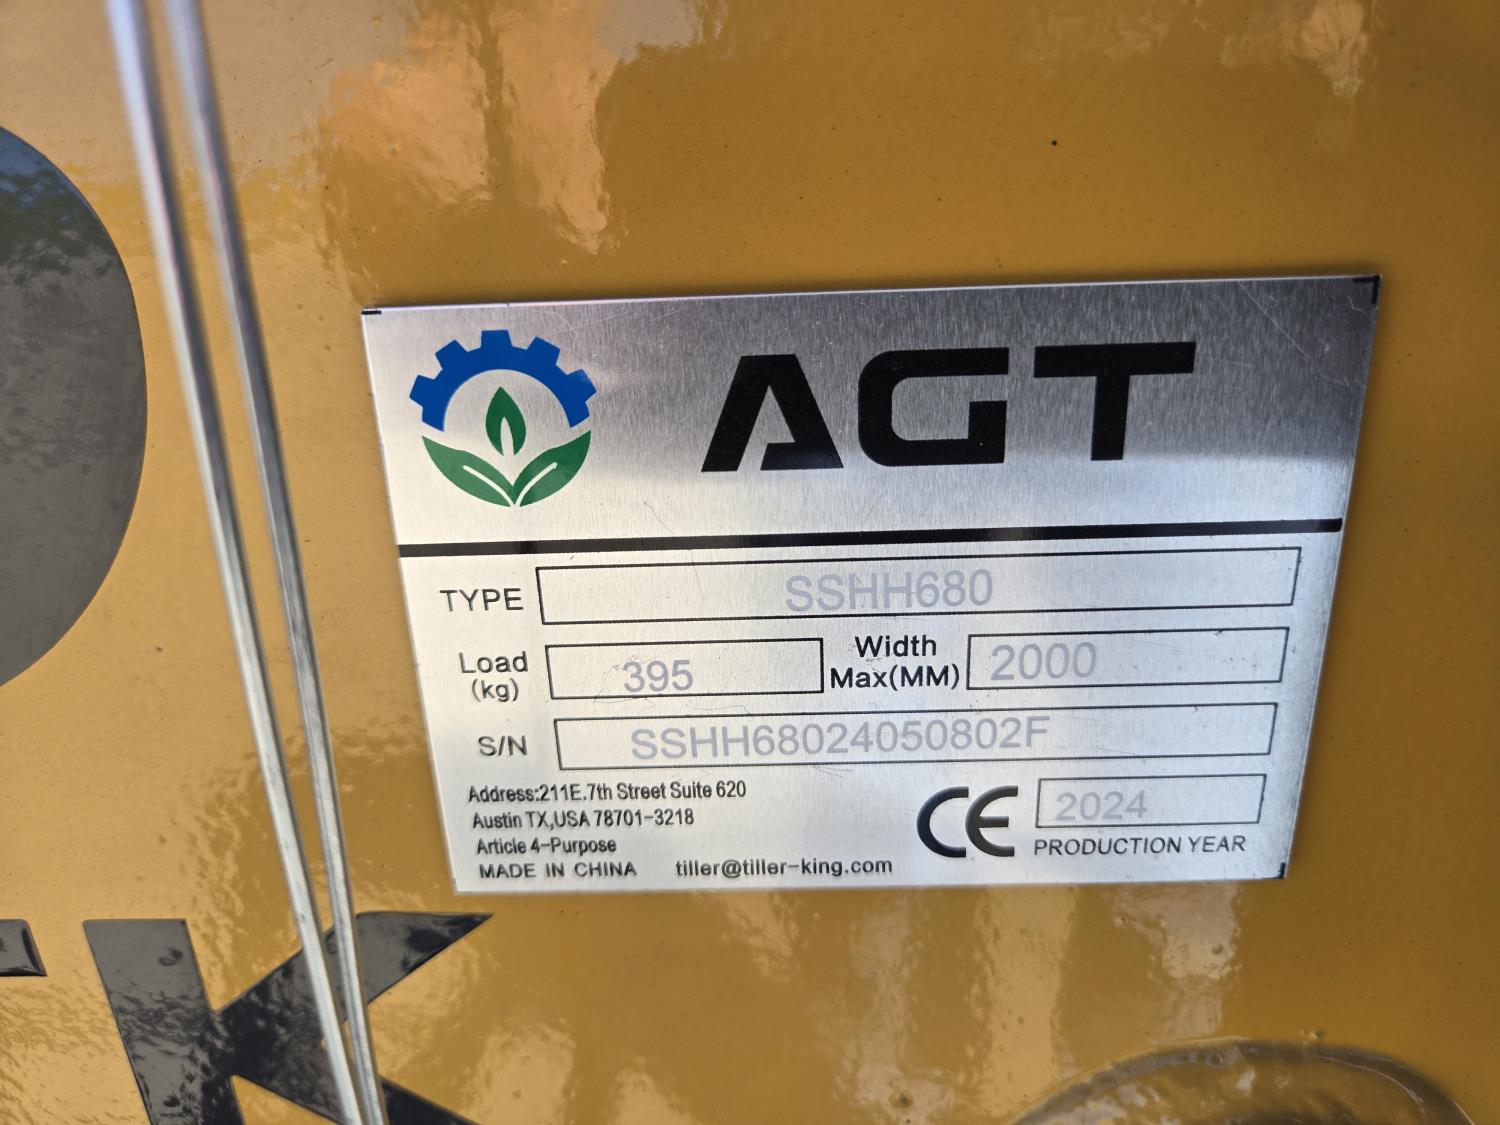 AGT
TYPE SSHH680
Load (kg) 395 Width Max(MM) 2000
S/N SSHH68024050802F
Address:211E.7th Street Suite 620
Austin TX,USA 78701-3218
Article 4-Purpose
MADE IN CHINA tiller@tiller-king.com
CE 2024
PRODUCTION YEAR
K